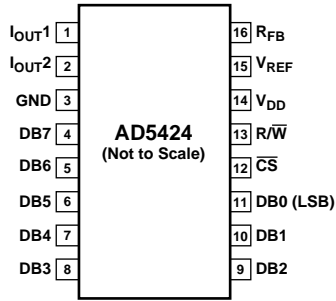 IOUT1 1
IOUT2 2
GND 3
DB7 4
DB6 5
DB5 6
DB4 7
DB3 8
AD5424
(Not to Scale)
16 RFB
15 VREF
14 VDD
13 R/W̅
12 C̅S̅
11 DB0 (LSB)
10 DB1
9 DB2